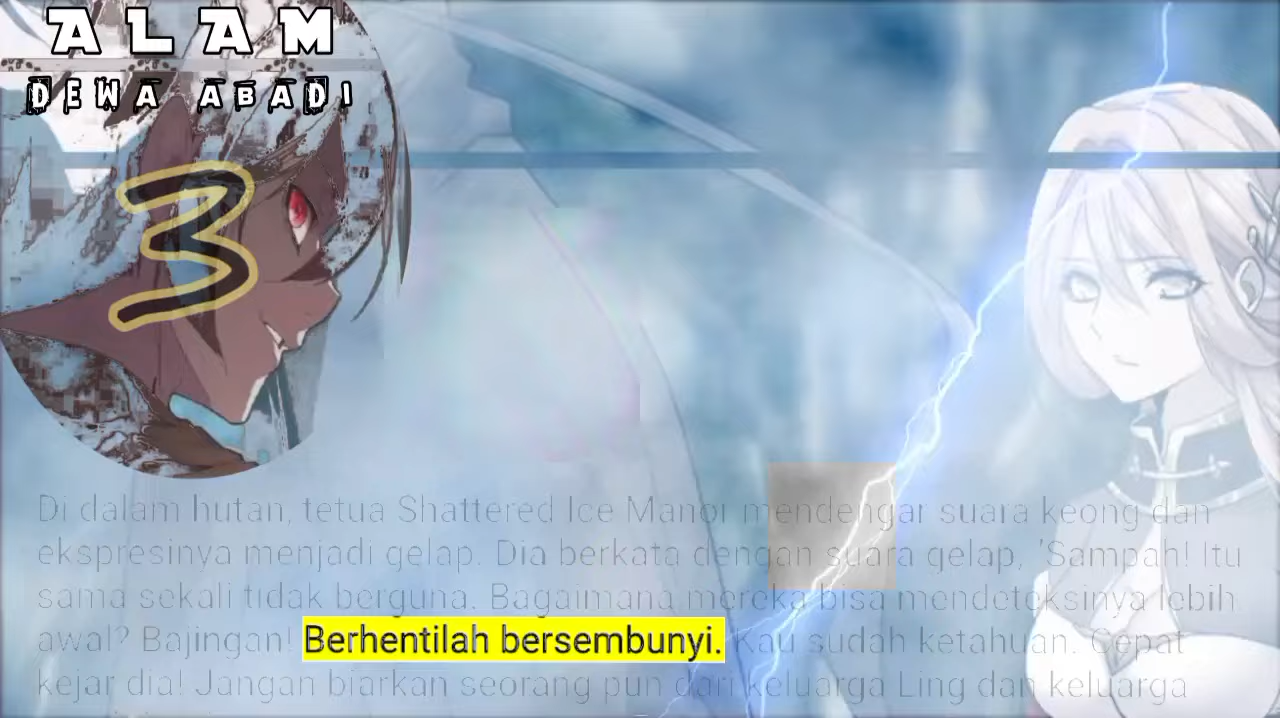 ALAM
DEWA ABADI
3
Di dalam hutan, tetua Shattered Ice Manor mendengar suara keong dan
ekspresinya menjadi gelap. Dia berkata dengan suara gelap, 'Sampah! Itu
sama sekali tidak berguna. Bagaimana mereka bisa mendeteksinya lebih
awal? Bajingan! Berhentilah bersembunyi. Kau sudah ketahuan. Cepat
kejar dia! Jangan biarkan seorang pun dari keluarga Ling dan keluarga